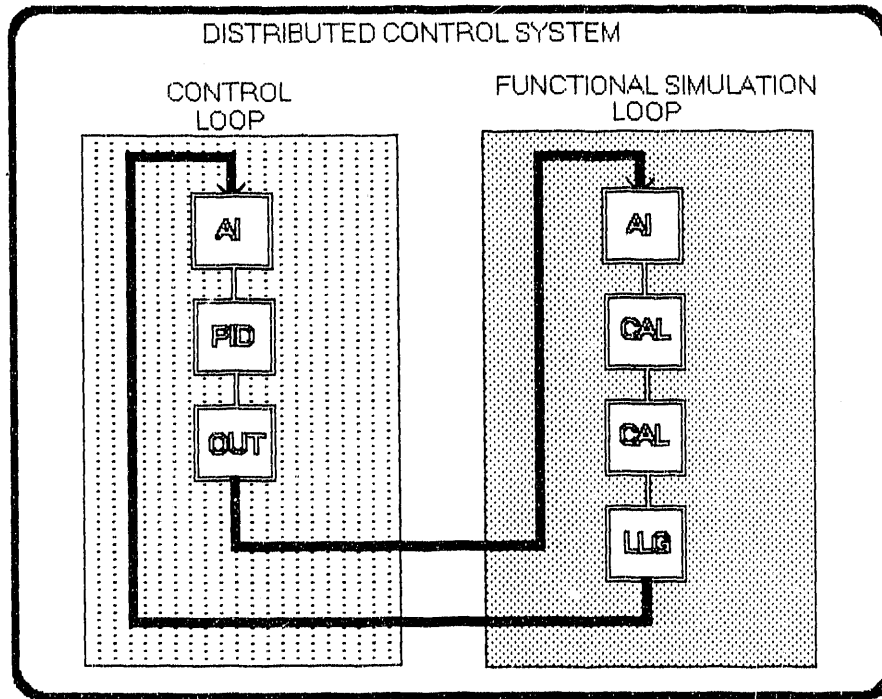 DISTRIBUTED CONTROL SYSTEM
CONTROL
LOOP
AI
PID
OUT
FUNCTIONAL SIMULATION
LOOP
AI
CAL
CAL
LLG